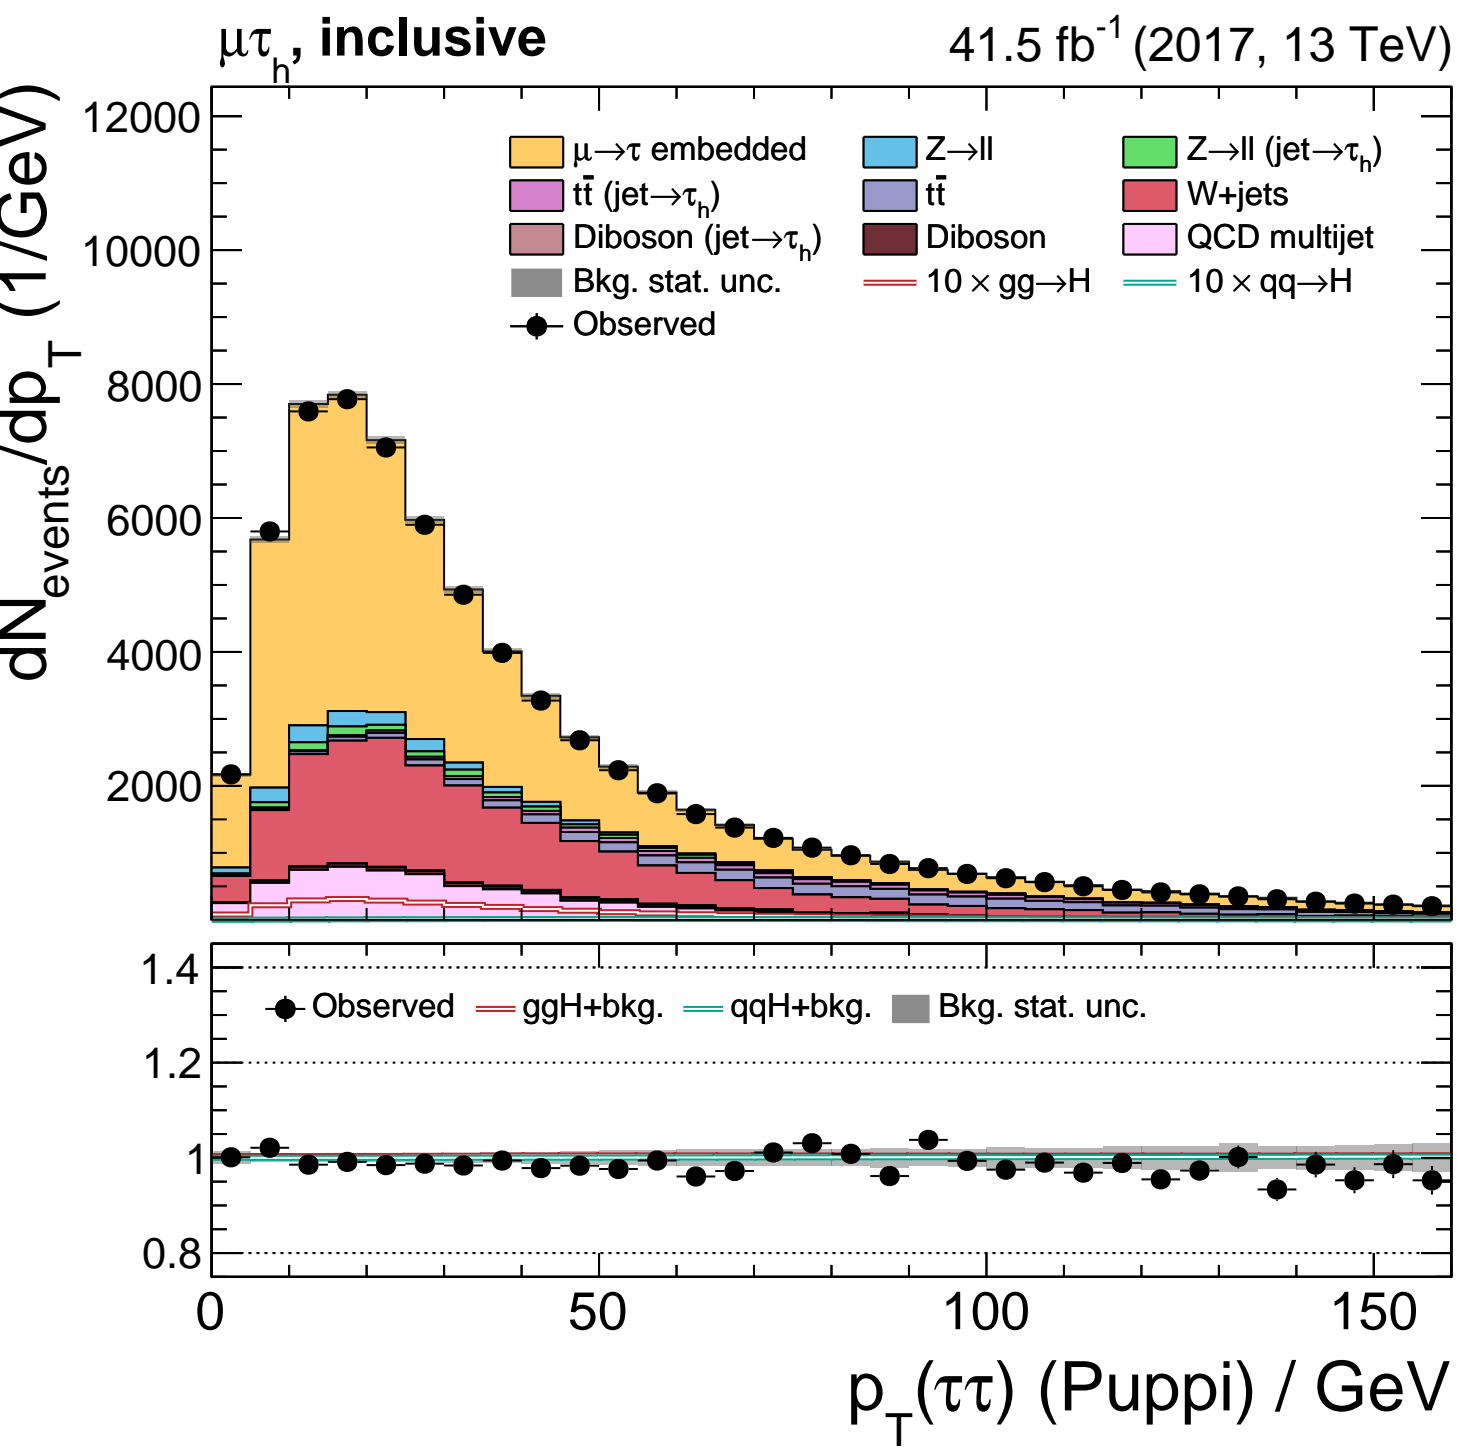 μτh, inclusive
41.5 fb-1 (2017, 13 TeV)
dNevents/dpT (1/GeV)
12000
10000
8000
6000
4000
2000
μ→τ embedded
Z→ll
Z→ll (jet→τh)
tt̄ (jet→τh)
tt̄
W+jets
Diboson (jet→τh)
Diboson
QCD multijet
Bkg. stat. unc.
10 × gg→H
10 × qq→H
Observed
1.4
1.2
1
0.8
Observed
ggH+bkg.
qqH+bkg.
Bkg. stat. unc.
0
50
100
150
pT(ττ) (Puppi) / GeV